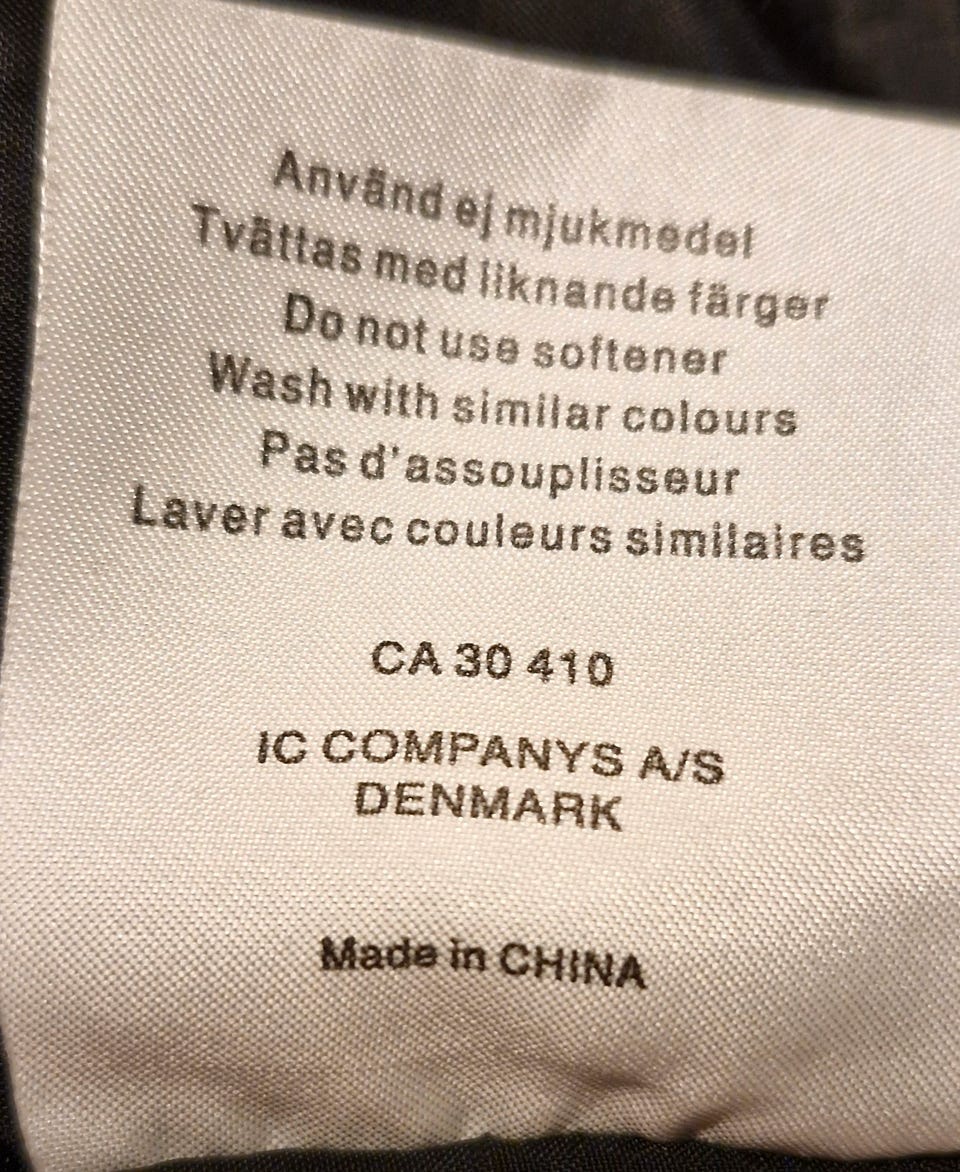 Använd ej mjukmedel
Tvättas med liknande färger
Do not use softener
Wash with similar colours
Pas d'assouplisseur
Laver avec couleurs similaires
CA 30 410
IC COMPANYS A/S
DENMARK
Made in CHINA